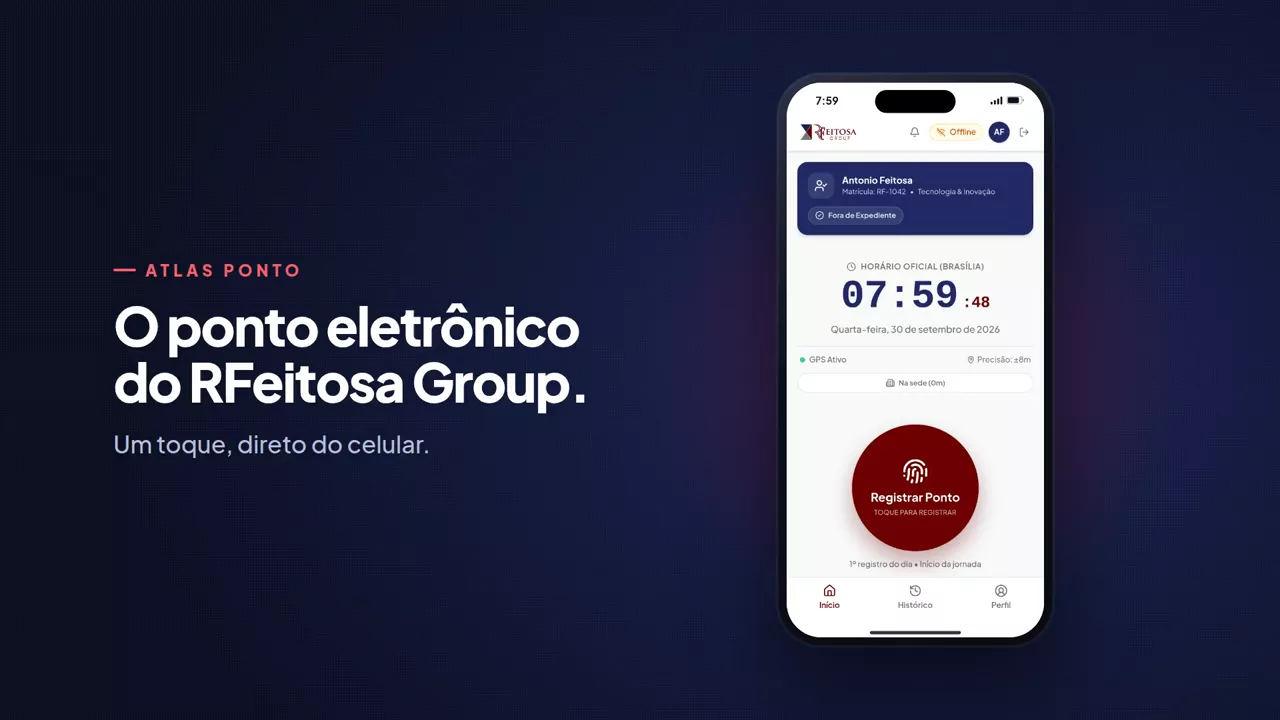 ATLAS PONTO
O ponto eletrônico
do RFeitosa Group.
Um toque, direto do celular.
7:59
RFEITOSA
GROUP
Offline
AF
Antonio Feitosa
Matrícula: RF-1042 • Tecnologia & Inovação
Fora de Expediente
HORÁRIO OFICIAL (BRASÍLIA)
07:59:48
Quarta-feira, 30 de setembro de 2026
GPS Ativo
Precisão: ±8m
Na sede (0m)
Registrar Ponto
TOQUE PARA REGISTRAR
1º registro do dia • Início da jornada
Início
Histórico
Perfil